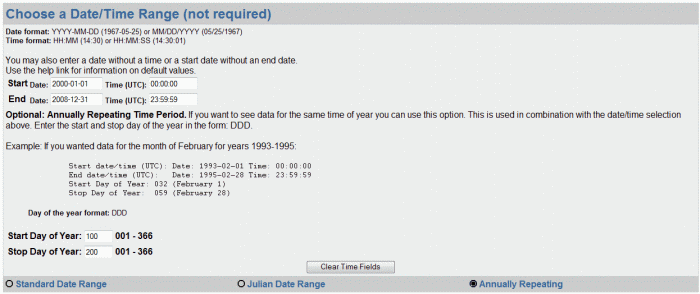 Choose a Date/Time Range (not required)
Date format: YYYY-MM-DD (1967-05-25) or MM/DD/YYYY (05/25/1967)
Time format: HH:MM (14:30) or HH:MM:SS (14:30:01)
You may also enter a date without a time or a start date without an end date.
Use the help link for information on default values.
Start Date: 2000-01-01 Time (UTC): 00:00:00
End Date: 2008-12-31 Time (UTC): 23:59:59
Optional: Annually Repeating Time Period. If you want to see data for the same time of year you can use this option. This is used in combination with the date/time selection
above. Enter the start and stop day of the year in the form: DDD.
Example: If you wanted data for the month of February for years 1993-1995:
Start date/time (UTC): Date: 1993-02-01 Time: 00:00:00
End date/time (UTC): Date: 1995-02-28 Time: 23:59:59
Start Day of Year: 032 (February 1)
Stop Day of Year: 059 (February 28)
Day of the year format: DDD
Start Day of Year: 100 001 - 366
Stop Day of Year: 200 001 - 366
Clear Time Fields
Standard Date Range Julian Date Range Annually Repeating